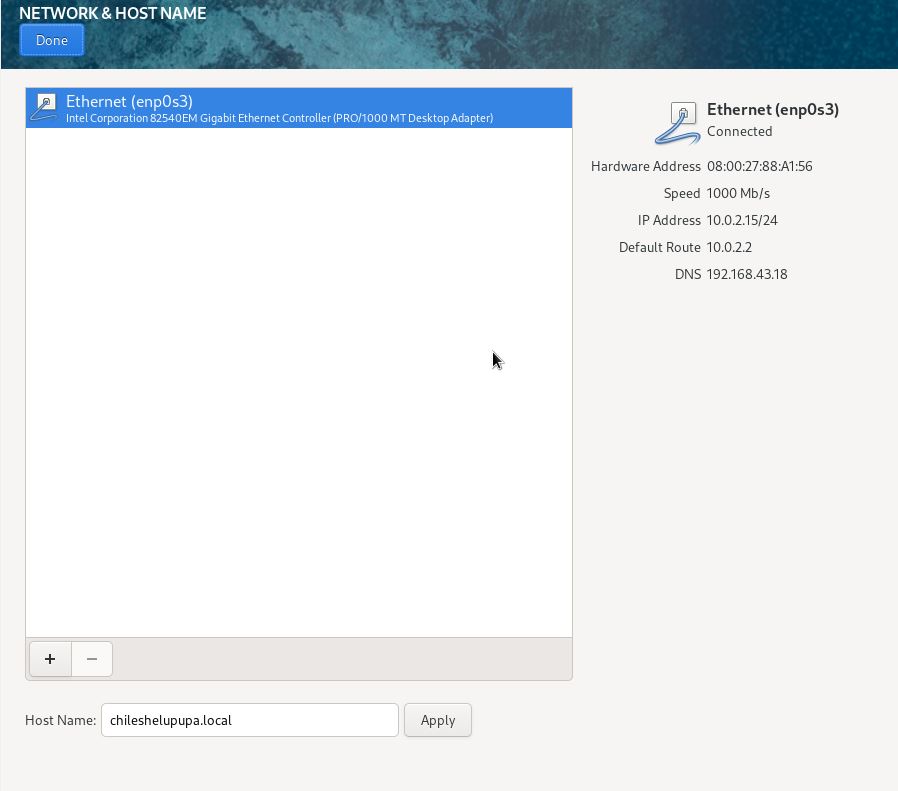 NETWORK & HOST NAME
Done
Ethernet (enp0s3)
Intel Corporation 82540EM Gigabit Ethernet Controller (PRO/1000 MT Desktop Adapter)
Ethernet (enp0s3)
Connected
Hardware Address 08:00:27:88:A1:56
Speed 1000 Mb/s
IP Address 10.0.2.15/24
Default Route 10.0.2.2
DNS 192.168.43.18
+ −
Host Name: chileshelupupa.local Apply